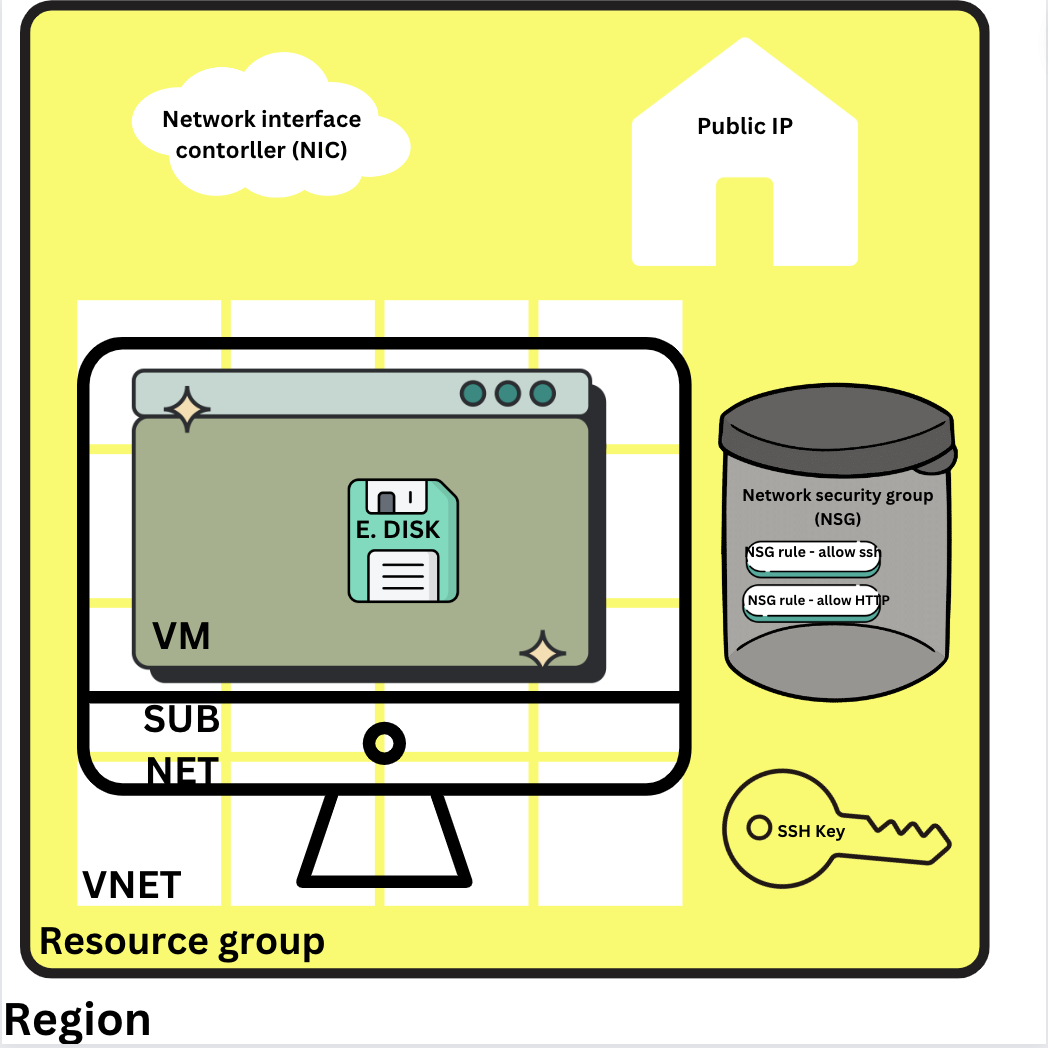 Network interface
contorller (NIC)
Public IP
Network security group
(NSG)
NSG rule - allow ssh
NSG rule - allow HTTP
E. DISK
VM
SUB
NET
SSH Key
VNET
Resource group
Region